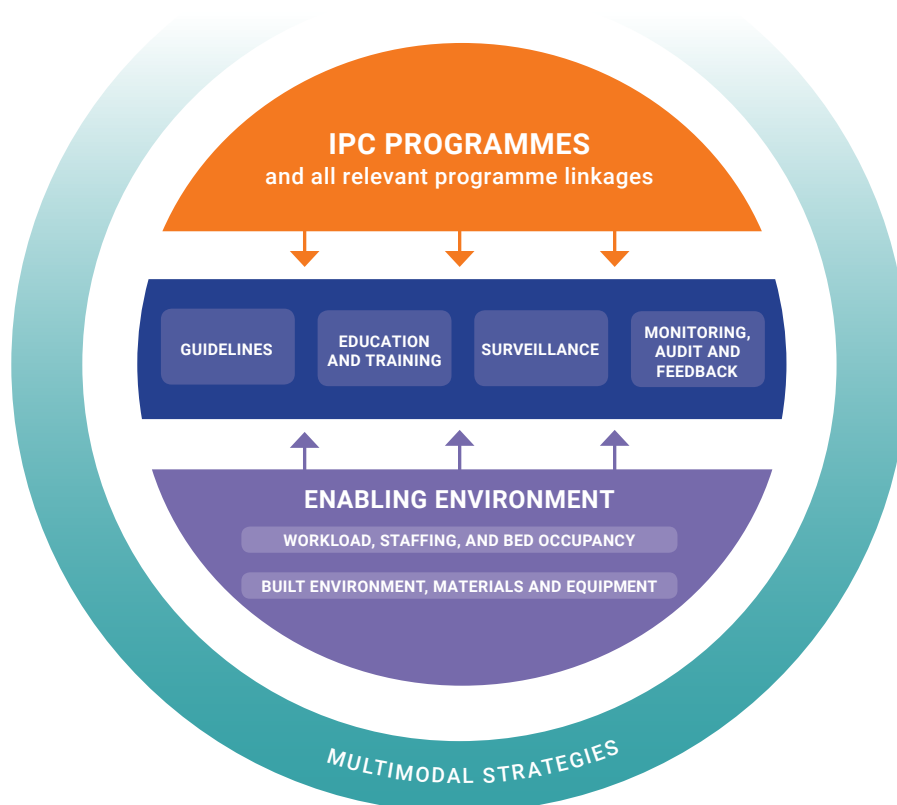 IPC PROGRAMMES
and all relevant programme linkages
GUIDELINES
EDUCATION
AND TRAINING
SURVEILLANCE
MONITORING,
AUDIT AND
FEEDBACK
ENABLING ENVIRONMENT
WORKLOAD, STAFFING, AND BED OCCUPANCY
BUILT ENVIRONMENT, MATERIALS AND EQUIPMENT
MULTIMODAL STRATEGIES